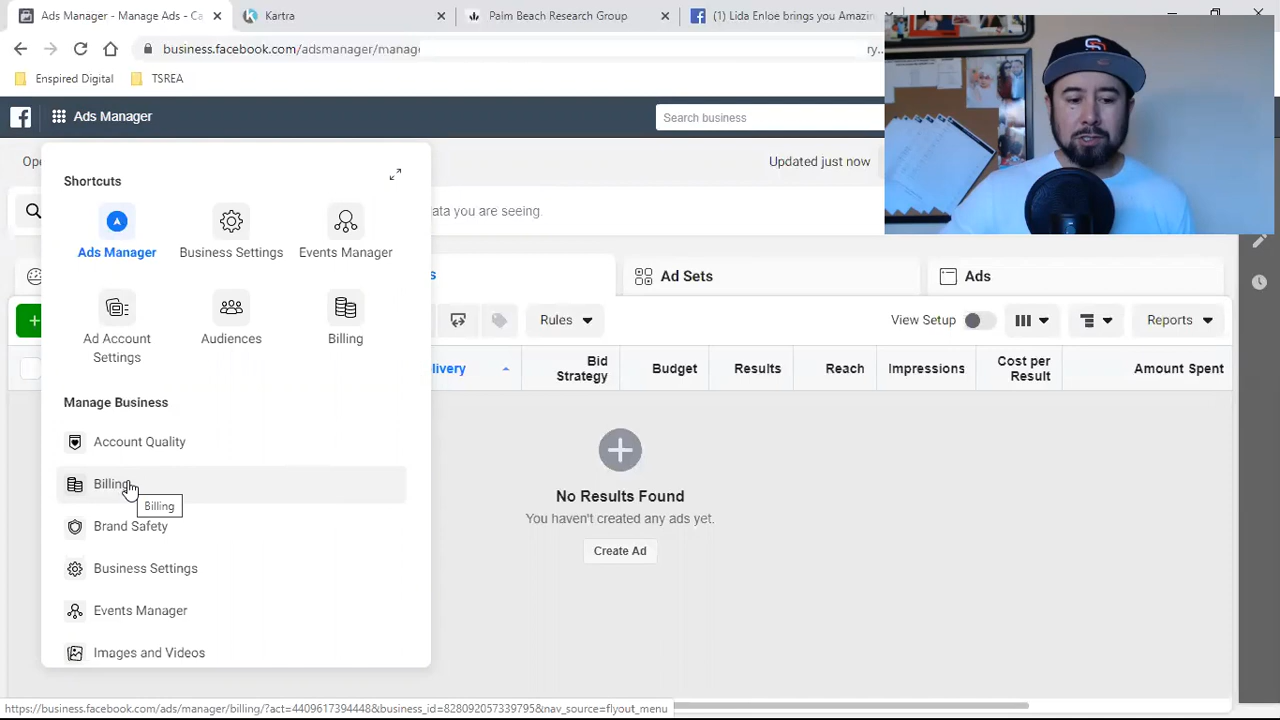 Ads Manager - Manage Ads - Ca
Kartra
Palm Beach Research Group
(1) Lida Enloe brings you Amazin
business.facebook.com/adsmanager/manage
ry...
Enspired Digital
TSREA
Ads Manager
Search business
Ope
Updated just now
Shortcuts
ata you are seeing.
Ads Manager
Business Settings
Events Manager
s
Ad Sets
Ads
Ad Account Settings
Audiences
Billing
Rules
View Setup
Reports
livery
Bid Strategy
Budget
Results
Reach
Impressions
Cost per Result
Amount Spent
Manage Business
Account Quality
Billing
Billing
Brand Safety
Business Settings
Events Manager
Images and Videos
No Results Found
You haven't created any ads yet.
Create Ad
https://business.facebook.com/ads/manager/billing/?act=440961739444488&business_id=8280920573397958&nav_source=flyout_menu